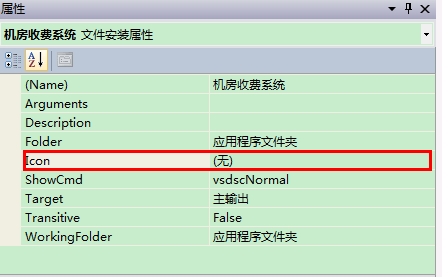 属性
机房收费系统 文件安装属性
(Name) 机房收费系统
Arguments
Description
Folder 应用程序文件夹
Icon (无)
ShowCmd vsdscNormal
Target 主输出
Transitive False
WorkingFolder 应用程序文件夹